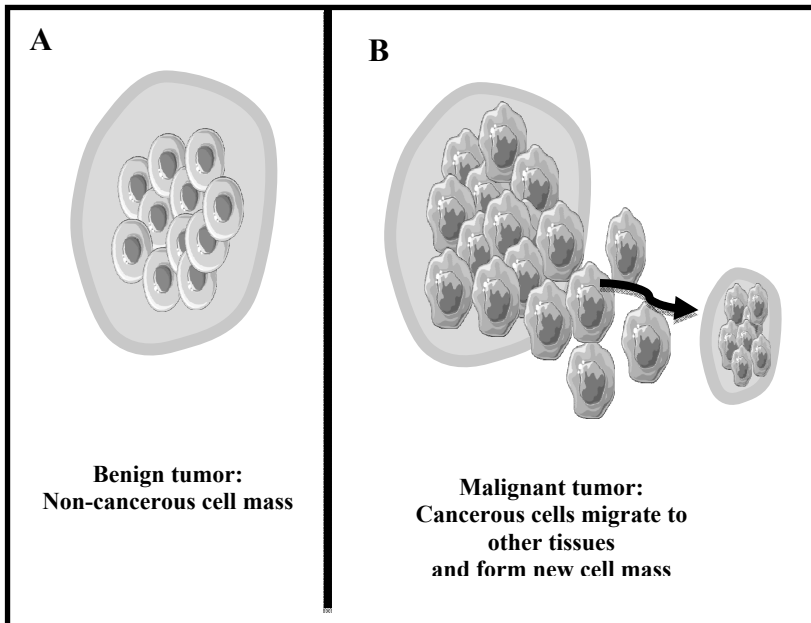 A
B
Benign tumor:
Non-cancerous cell mass
Malignant tumor:
Cancerous cells migrate to
other tissues
and form new cell mass